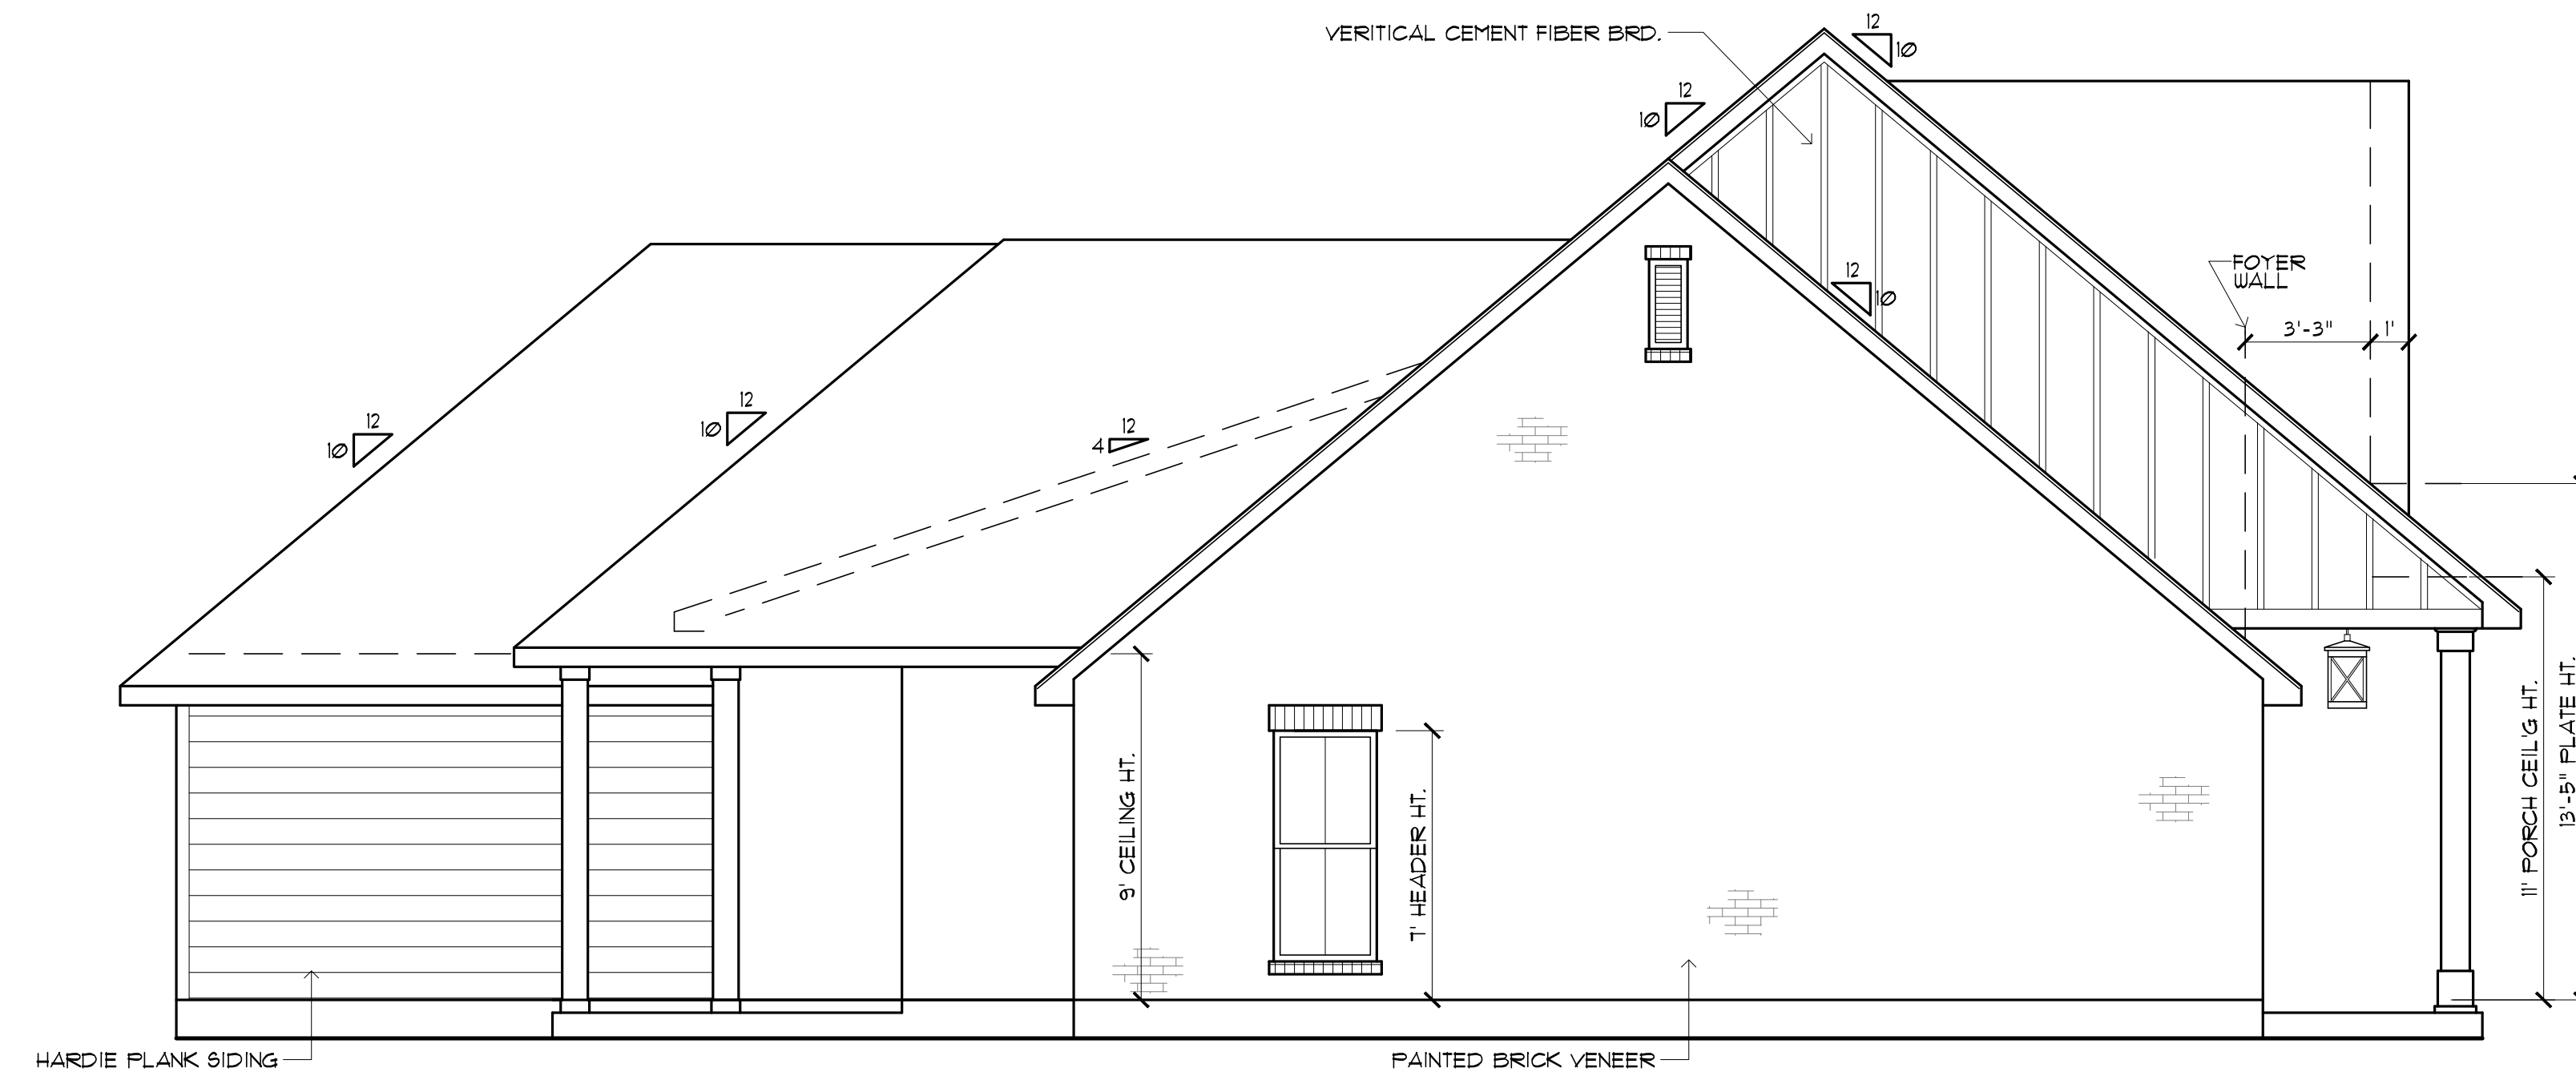 VERITICAL CEMENT FIBER BRD.
12
10
12
10
FOYER
WALL
12
10
3'-3"
1'
12
10
12
10
12
4
9' CEILING HT.
7' HEADER HT.
11' PORCH CEIL'G HT.
13'-5" PLATE HT.
HARDIE PLANK SIDING
PAINTED BRICK VENEER